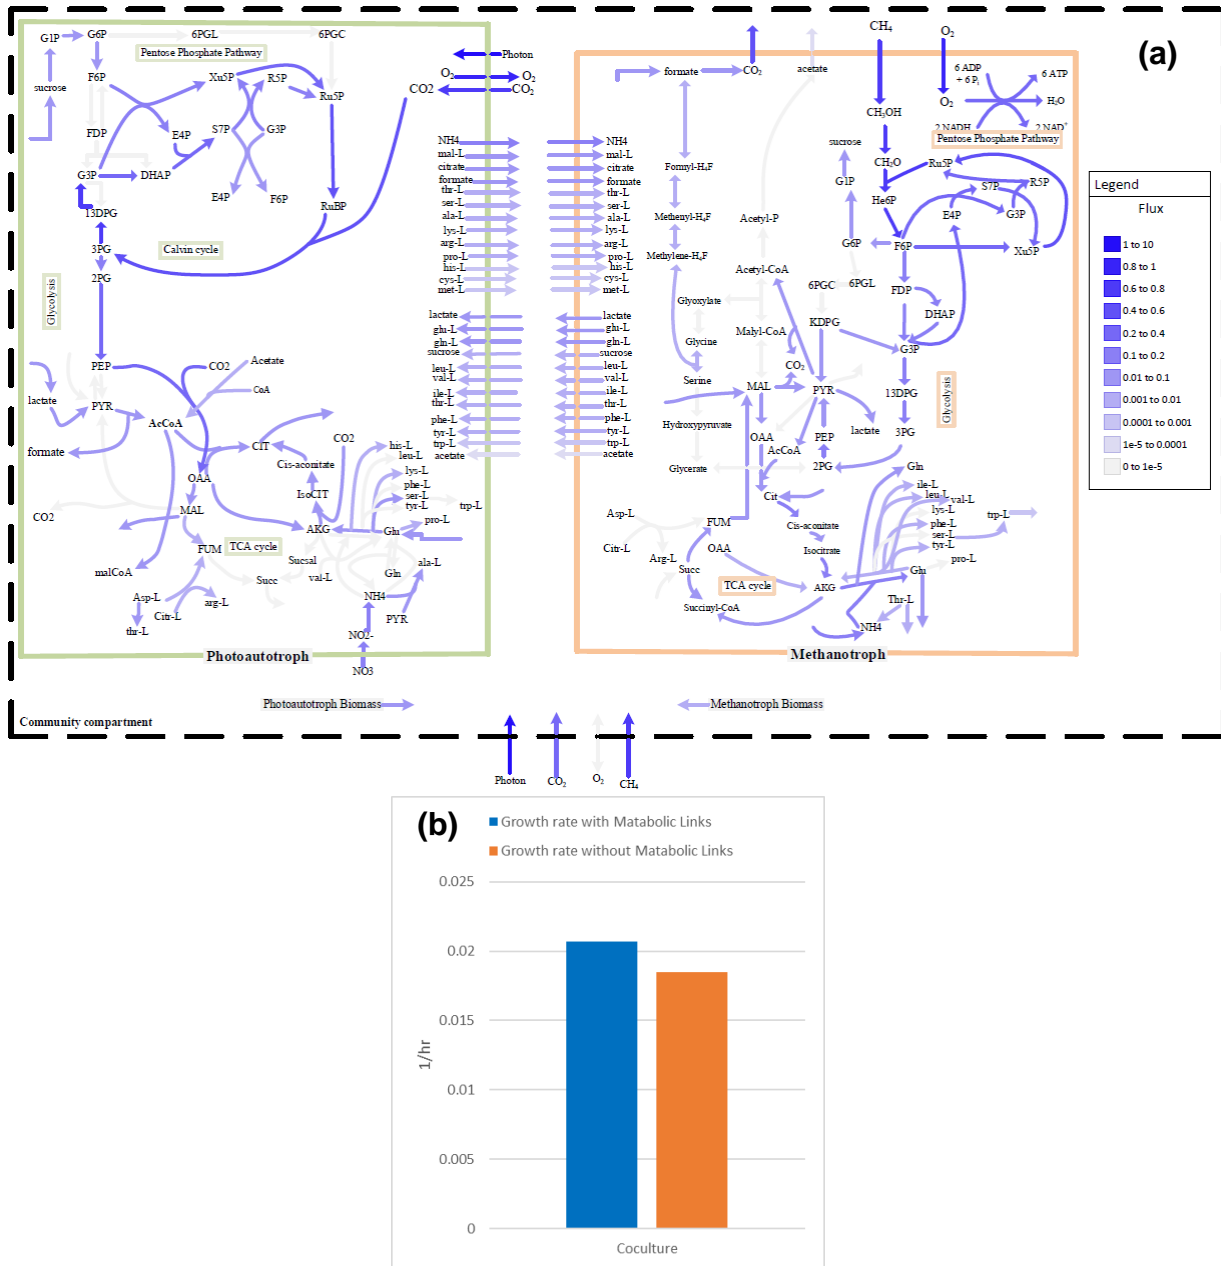 (a)
G1P
G6P
6PGL
6PGC
Pentose Phosphate Pathway
F6P
Xu5P
R5P
Ru5P
sucrose
FDP
E4P
S7P
G3P
G3P
DHAP
E4P
F6P
13DPG
RuBP
3PG
Calvin cycle
2PG
Glycolysis
PEP
CO2
Acetate
CoA
lactate
PYR
AcCoA
formate
CIT
CO2
his-L
leu-L
Cis-aconitate
lys-L
OAA
phe-L
IsoCIT
ser-L
tyr-L
trp-L
CO2
MAL
AKG
Glu
pro-L
FUM
TCA cycle
Sucsal
val-L
Gln
ala-L
malCoA
Succ
Asp-L
arg-L
NH4
Citr-L
PYR
thr-L
NO2-
NO3
Photoautotroph
Photon
O2
O2
CO2
CO2
NH4
mal-L
citrate
formate
thr-L
ser-L
ala-L
lys-L
arg-L
pro-L
his-L
cys-L
met-L
lactate
glu-L
gln-L
sucrose
leu-L
val-L
ile-L
thr-L
phe-L
tyr-L
trp-L
acetate
NH4
mal-L
citrate
formate
thr-L
ser-L
ala-L
lys-L
arg-L
pro-L
his-L
cys-L
met-L
lactate
glu-L
gln-L
sucrose
leu-L
val-L
ile-L
thr-L
phe-L
tyr-L
trp-L
acetate
formate
CO2
acetate
CH4
O2
6 ADP
+ 6 Pi
6 ATP
O2
H2O
2 NADH
2 NAD+
CH3OH
Pentose Phosphate Pathway
sucrose
CH2O
Ru5P
Formyl-H4F
G1P
S7P
R5P
He6P
E4P
G3P
Methenyl-H4F
Acetyl-P
G6P
F6P
Xu5P
Methylene-H4F
Acetyl-CoA
6PGC
6PGL
FDP
Glyoxylate
KDPG
DHAP
Malyl-CoA
Glycine
G3P
CO2
Serine
MAL
PYR
13DPG
Glycolysis
Hydroxypyruvate
lactate
3PG
OAA
PEP
AcCoA
Glycerate
2PG
Gln
Cit
ile-L
leu-L
val-L
Asp-L
FUM
lys-L
trp-L
Cis-aconitate
phe-L
ser-L
Citr-L
OAA
Isocitrate
tyr-L
Arg-L
pro-L
Succ
Glu
TCA cycle
AKG
Thr-L
Succinyl-CoA
NH4
Methanotroph
Legend
Flux
1 to 10
0.8 to 1
0.6 to 0.8
0.4 to 0.6
0.2 to 0.4
0.1 to 0.2
0.01 to 0.1
0.001 to 0.01
0.0001 to 0.001
1e-5 to 0.0001
0 to 1e-5
Photoautotroph Biomass
Methanotroph Biomass
Community compartment
Photon
CO2
O2
CH4
(b)
Growth rate with Matabolic Links
Growth rate without Matabolic Links
0.025
0.02
0.015
0.01
0.005
0
1/hr
Coculture